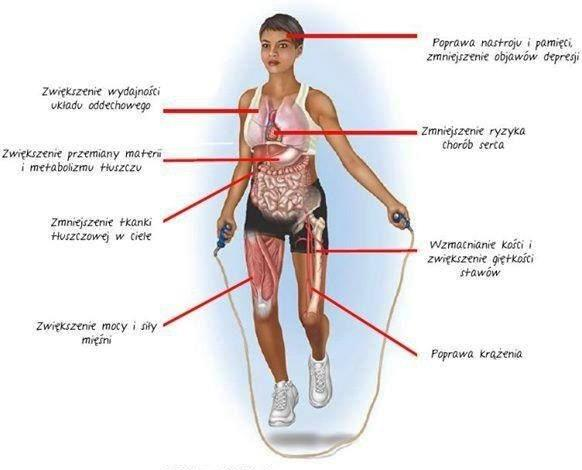 Poprawa nastroju i pamięci,
zmniejszenie objawów depresji
Zwiększenie wydajności
układu oddechowego
Zmniejszenie ryzyka
chorób serca
Zwiększenie przemiany materii
i metabolizmu tłuszczu
Zmniejszenie tkanki
tłuszczowej w ciele
Wzmacnianie kości i
zwiększenie giętkości
stawów
Zwiększenie mocy i siły
mięśni
Poprawa krążenia